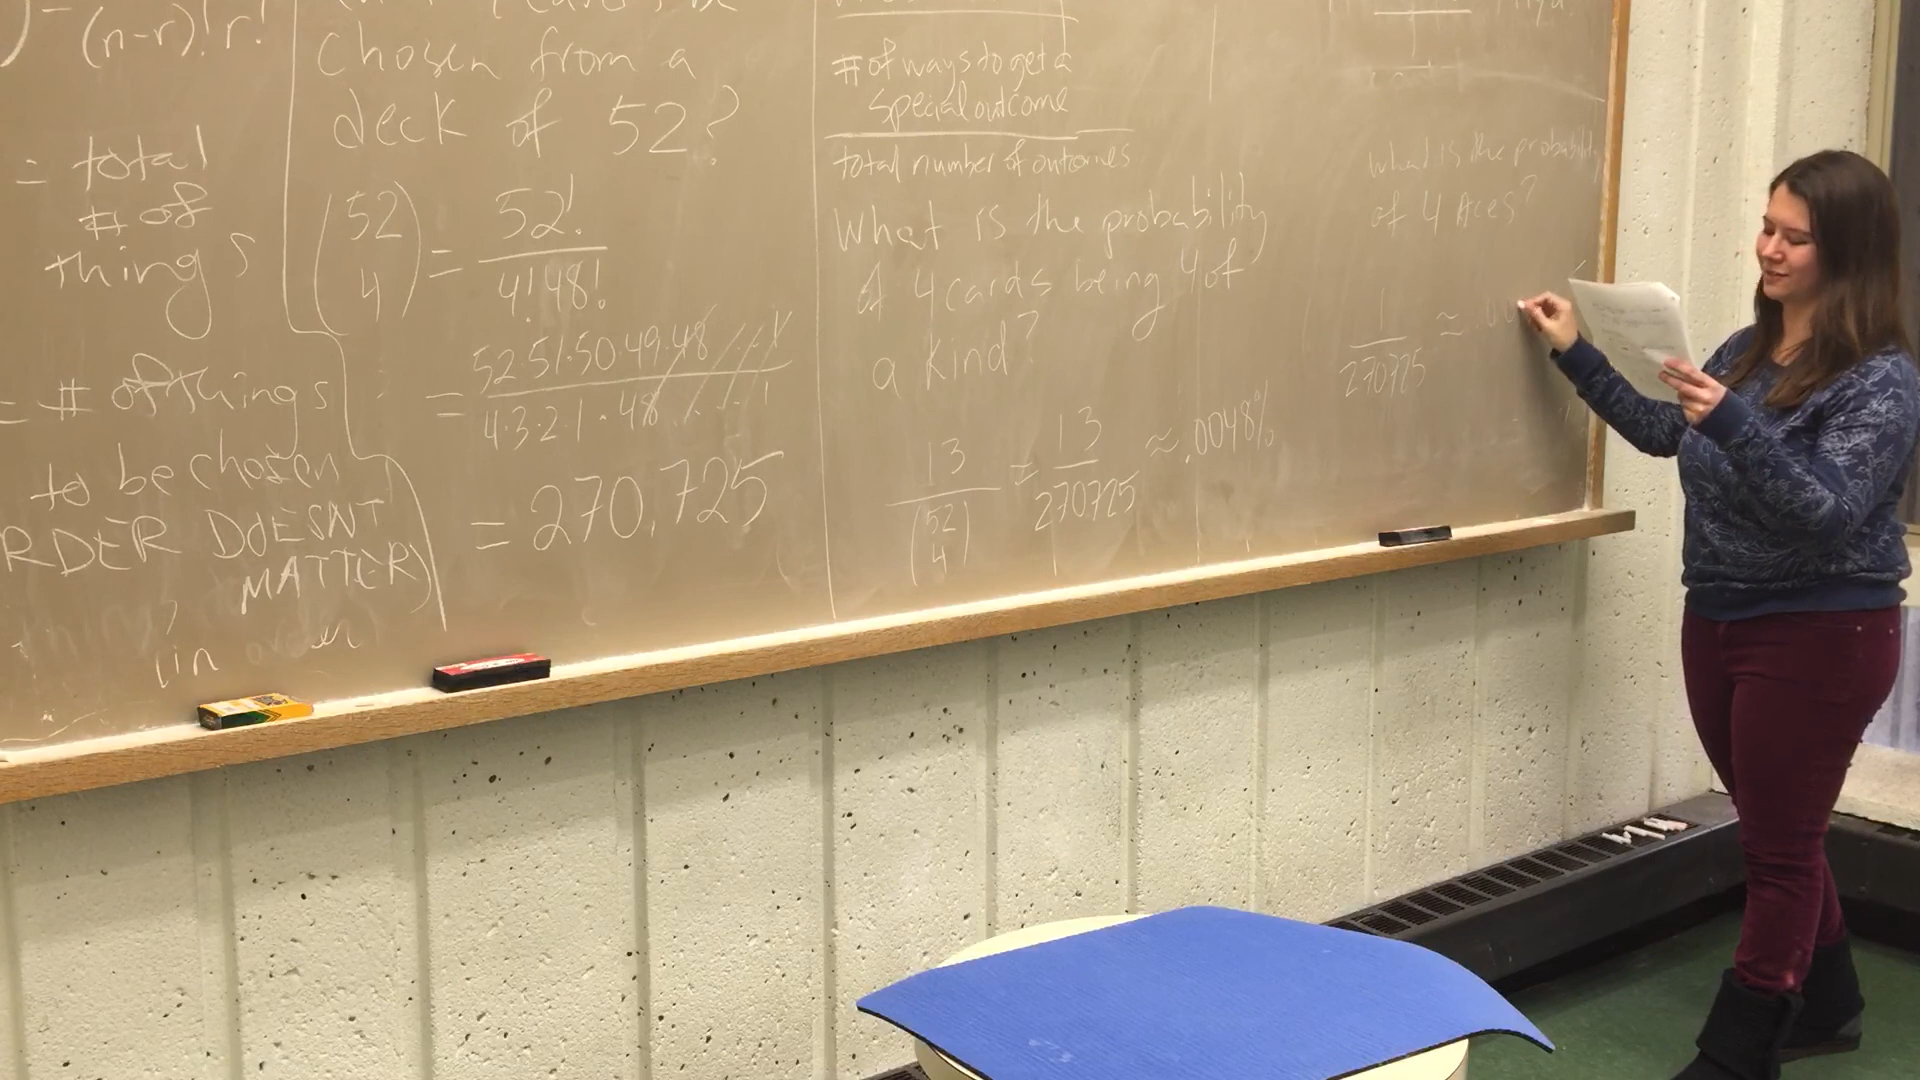 (n-r)!r!
= total
# of
things
= # of things
to be chosen
RDER DOESNT
MATTER)
(in order
chosen from a
deck of 52?
(52 4) = 52! / 4!48!
= 52·51·50·49·48 / 4·3·2·1·48
= 270,725
# of ways to get a
special outcome
total number of outcomes
What is the probability
of 4 cards being 4 of
a kind?
13 / (52 4) = 13 / 270725 ≈ .0048%
what is the probability
of 4 Aces?
1 / 270725 ≈ .00